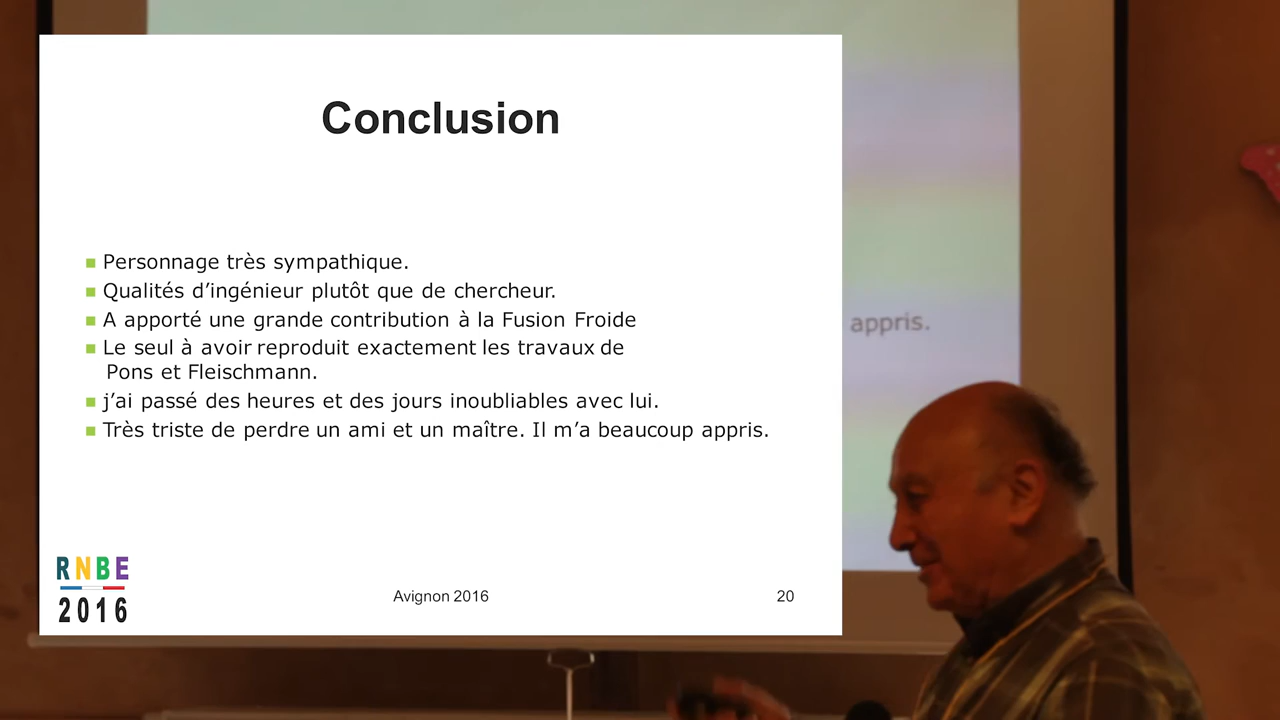 Conclusion
Personnage très sympathique.
Qualités d’ingénieur plutôt que de chercheur.
A apporté une grande contribution à la Fusion Froide
Le seul à avoir reproduit exactement les travaux de
Pons et Fleischmann.
j’ai passé des heures et des jours inoubliables avec lui.
Très triste de perdre un ami et un maître. Il m’a beaucoup appris.
appris.
RNBE
2016
Avignon 2016
20